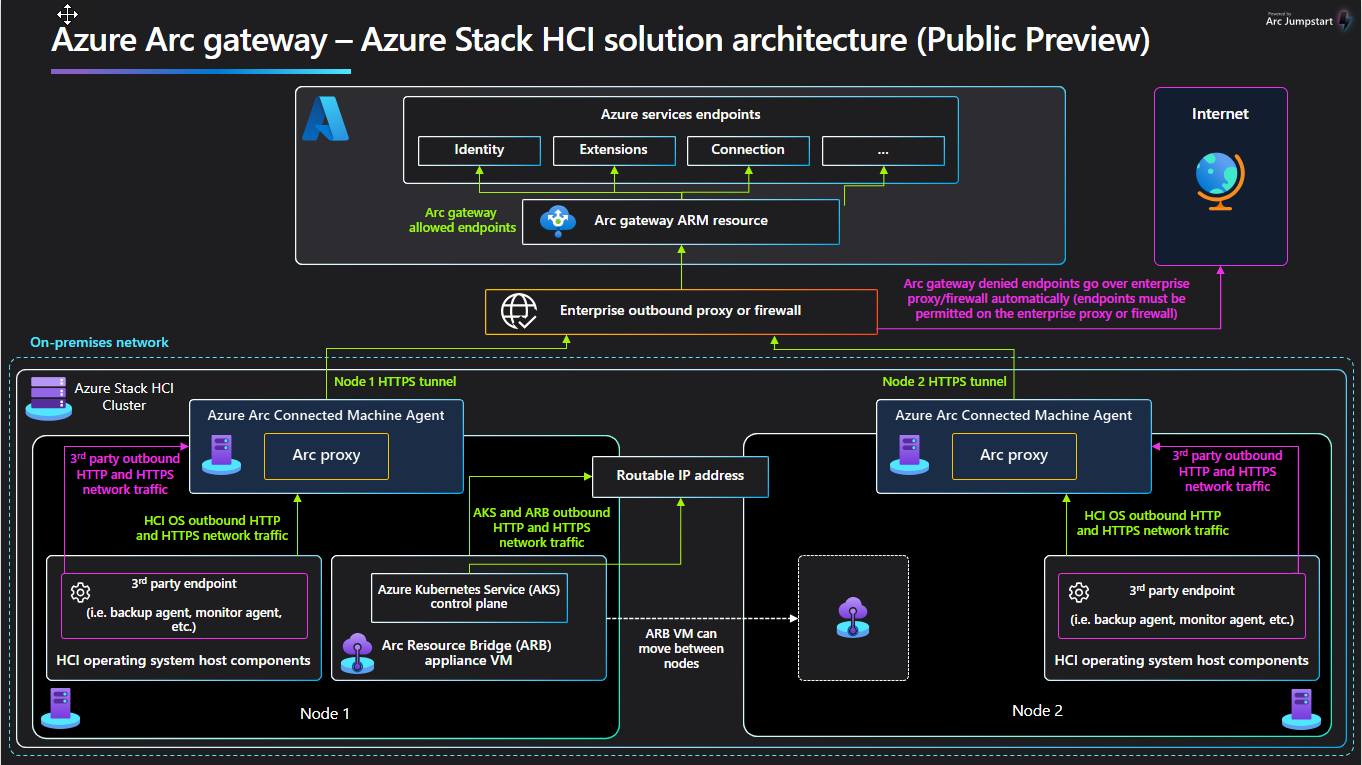 Powered by
Arc Jumpstart
Azure Arc gateway – Azure Stack HCI solution architecture (Public Preview)
Azure services endpoints
Identity
Extensions
Connection
...
Internet
Arc gateway
allowed endpoints
Arc gateway ARM resource
Arc gateway denied endpoints go over enterprise
proxy/firewall automatically (endpoints must be
permitted on the enterprise proxy or firewall)
Enterprise outbound proxy or firewall
On-premises network
Node 1 HTTPS tunnel
Node 2 HTTPS tunnel
Azure Stack HCI
Cluster
Azure Arc Connected Machine Agent
Arc proxy
Azure Arc Connected Machine Agent
Arc proxy
3rd party outbound
HTTP and HTTPS
network traffic
Routable IP address
3rd party outbound
HTTP and HTTPS
network traffic
HCI OS outbound HTTP
and HTTPS network traffic
AKS and ARB outbound
HTTP and HTTPS
network traffic
HCI OS outbound HTTP
and HTTPS network traffic
3rd party endpoint
(i.e. backup agent, monitor agent,
etc.)
HCI operating system host components
Azure Kubernetes Service (AKS)
control plane
Arc Resource Bridge (ARB)
appliance VM
ARB VM can
move between
nodes
3rd party endpoint
(i.e. backup agent, monitor agent, etc.)
HCI operating system host components
Node 1
Node 2